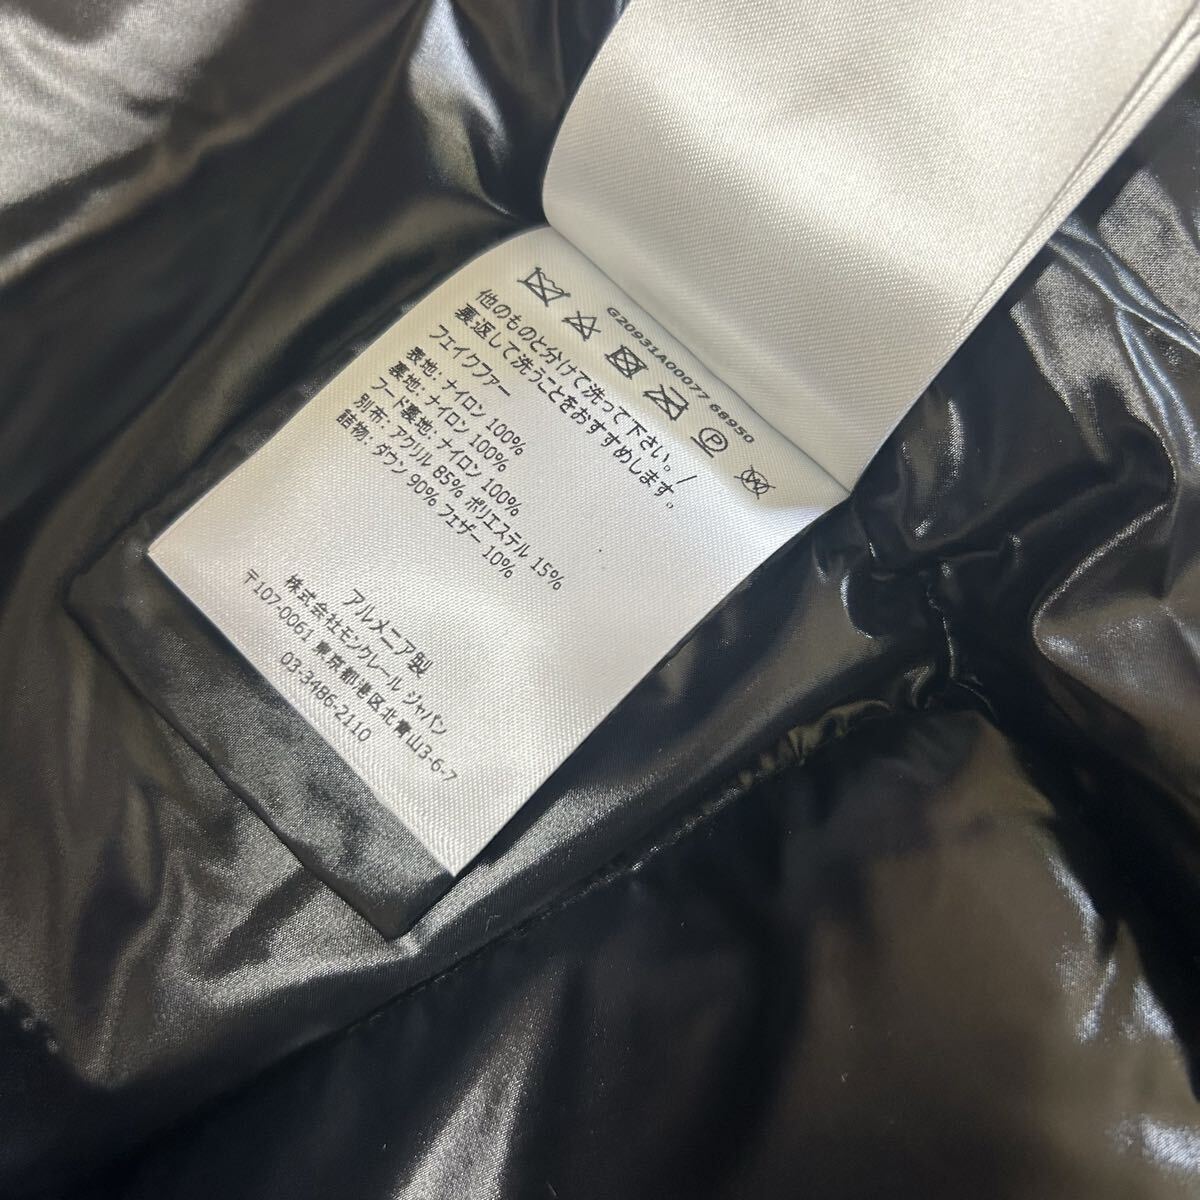 G20931A00077 68950
P
W
他のものと分けて洗って下さい。/
裏返して洗うことをおすすめします。
フェイクファー
表地: ナイロン 100%
裏地: ナイロン 100%
フード裏地: ナイロン 100%
別布: アクリル 85% ポリエステル 15%
詰物: ダウン 90% フェザー 10%
アルメニア製
株式会社モンクレール ジャパン
〒107-0061 東京都港区北青山3-6-7
03-3486-2110